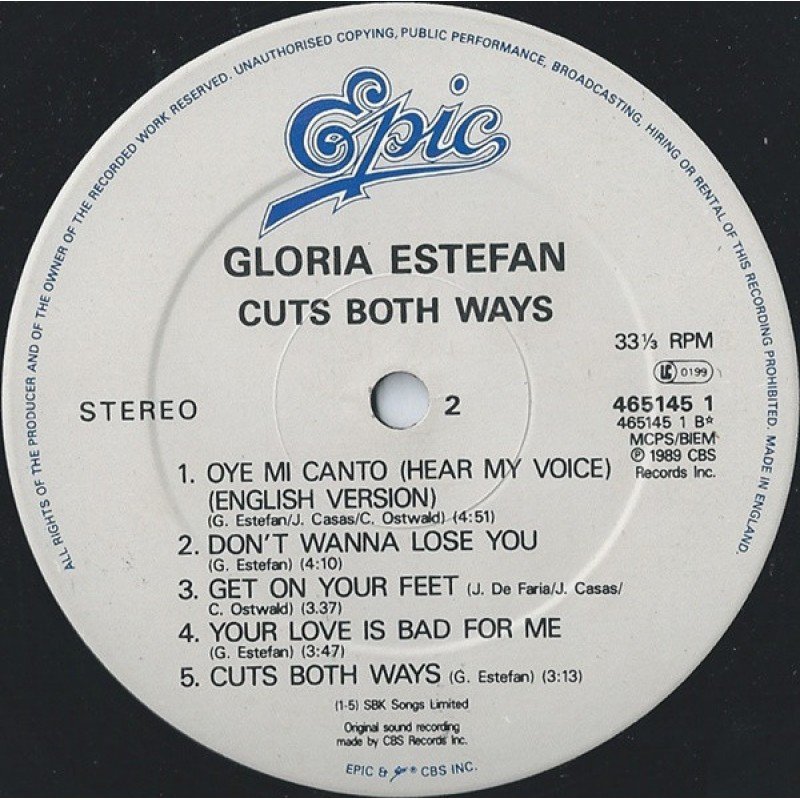 ALL RIGHTS OF THE PRODUCER AND OF THE OWNER OF THE RECORDED WORK RESERVED. UNAUTHORISED COPYING, PUBLIC PERFORMANCE, BROADCASTING, HIRING OR RENTAL OF THIS RECORDING PROHIBITED. MADE IN ENGLAND.
Epic
GLORIA ESTEFAN
CUTS BOTH WAYS
33⅓ RPM
LC 0199
STEREO
2
465145 1
465145 1 B☆
MCPS/BIEM
℗ 1989 CBS
Records Inc.
1. OYE MI CANTO (HEAR MY VOICE)
(ENGLISH VERSION)
(G. Estefan/J. Casas/C. Ostwald) (4:51)
2. DON'T WANNA LOSE YOU
(G. Estefan) (4:10)
3. GET ON YOUR FEET (J. De Faria/J. Casas/
C. Ostwald) (3.37)
4. YOUR LOVE IS BAD FOR ME
(G. Estefan) (3:47)
5. CUTS BOTH WAYS (G. Estefan) (3:13)
(1-5) SBK Songs Limited
Original sound recording
made by CBS Records Inc.
EPIC & Epic ® CBS INC.